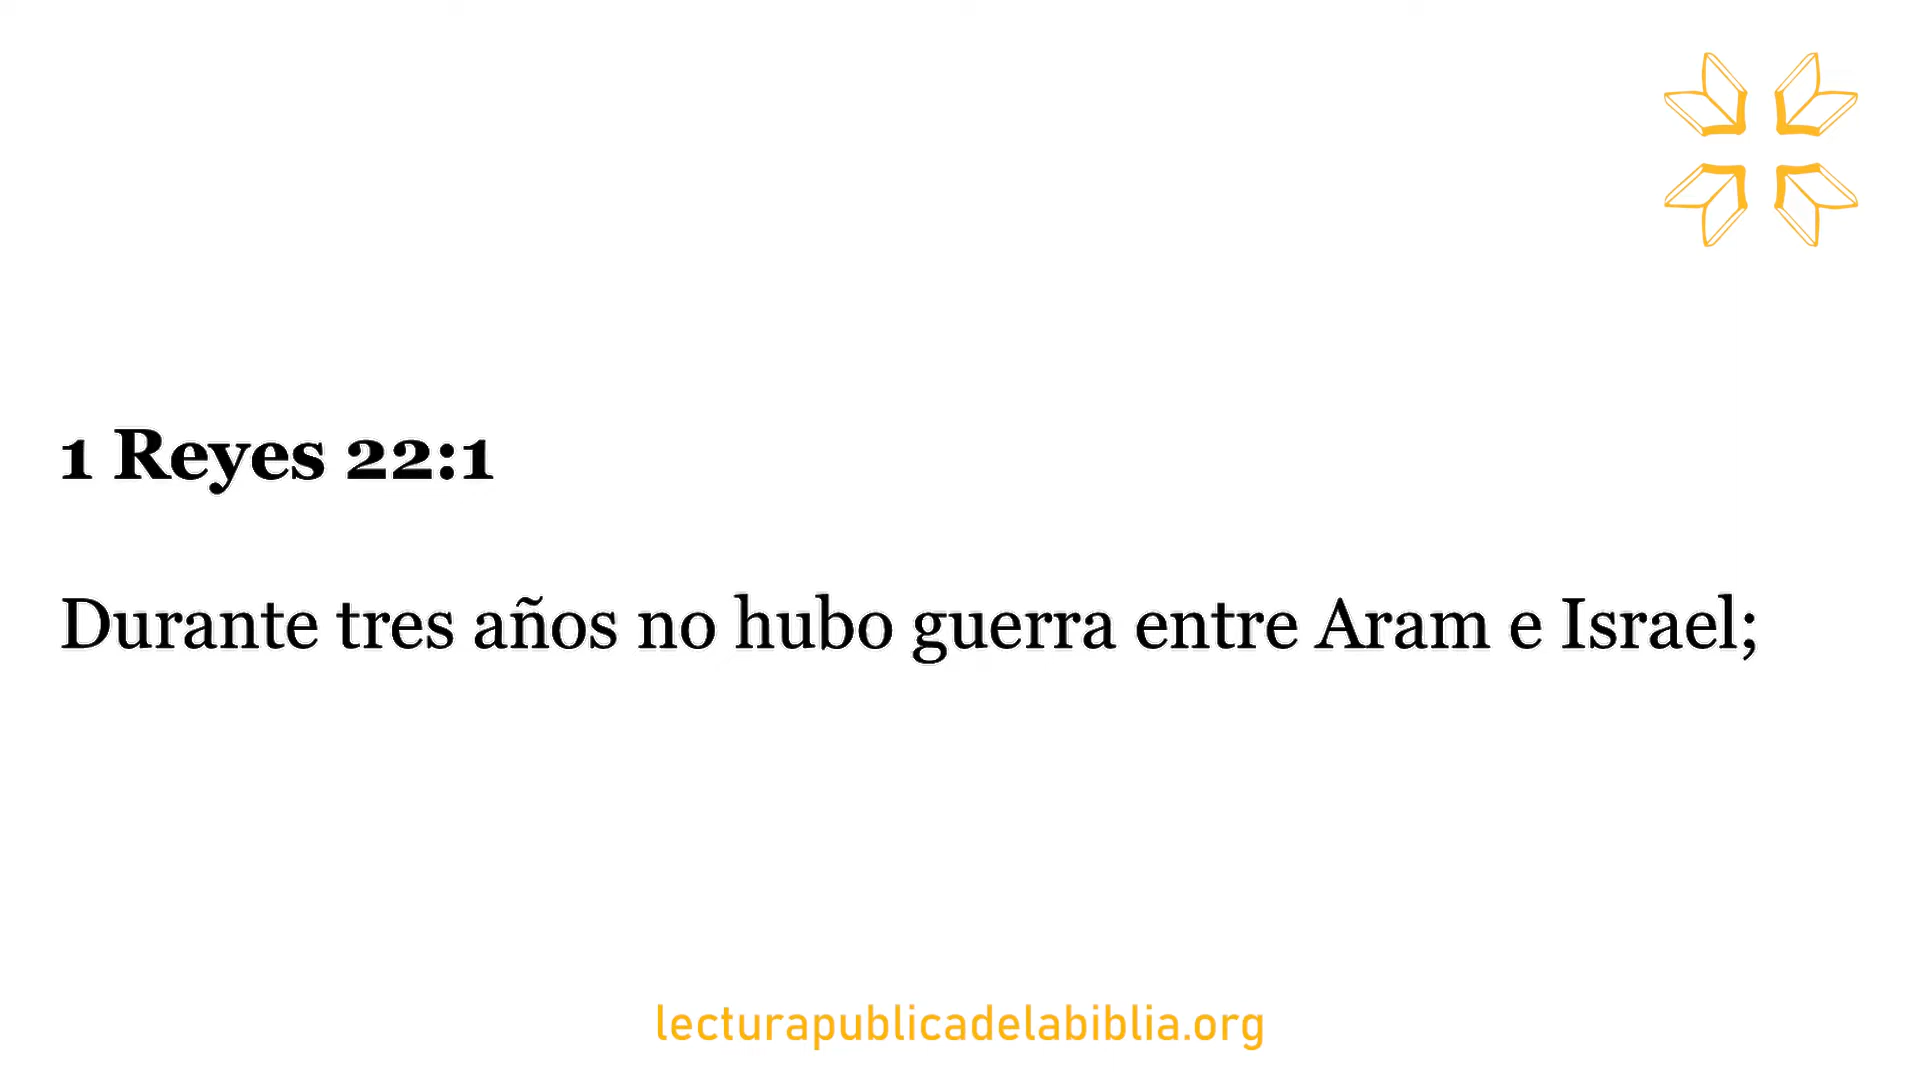 1 Reyes 22:1
Durante tres años no hubo guerra entre Aram e Israel;
lecturapublicadelabiblia.org